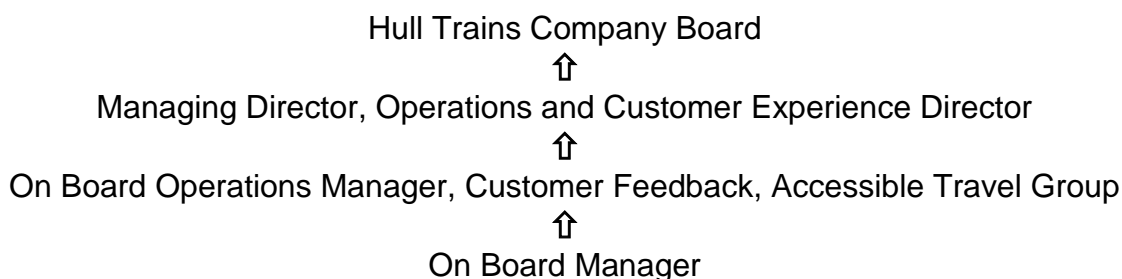 Hull Trains Company Board
⇧
Managing Director, Operations and Customer Experience Director
⇧
On Board Operations Manager, Customer Feedback, Accessible Travel Group
⇧
On Board Manager